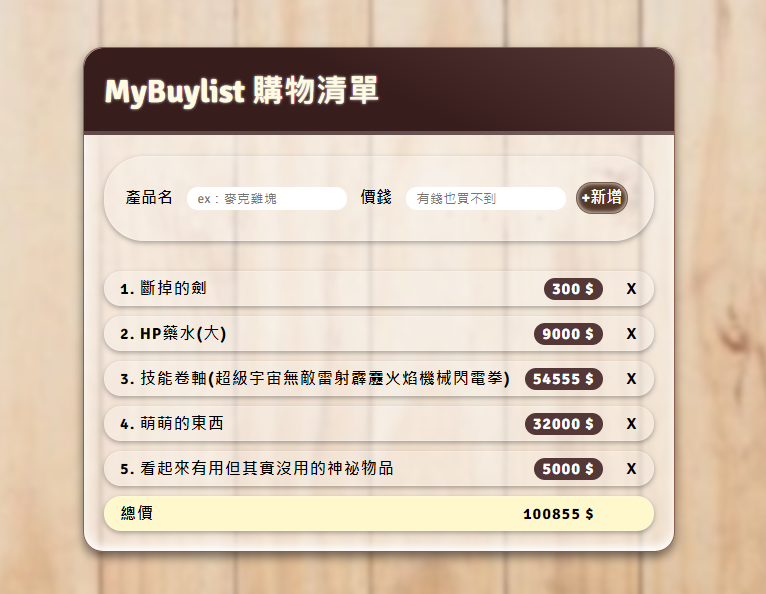 MyBuylist 購物清單
產品名 ex：麥克雞塊 價錢 有錢也買不到 +新增
1. 斷掉的劍 300 $ X
2. HP藥水(大) 9000 $ X
3. 技能卷軸(超級宇宙無敵雷射霹靂火焰機械閃電拳) 54555 $ X
4. 萌萌的東西 32000 $ X
5. 看起來有用但其實沒用的神祕物品 5000 $ X
總價 100855 $